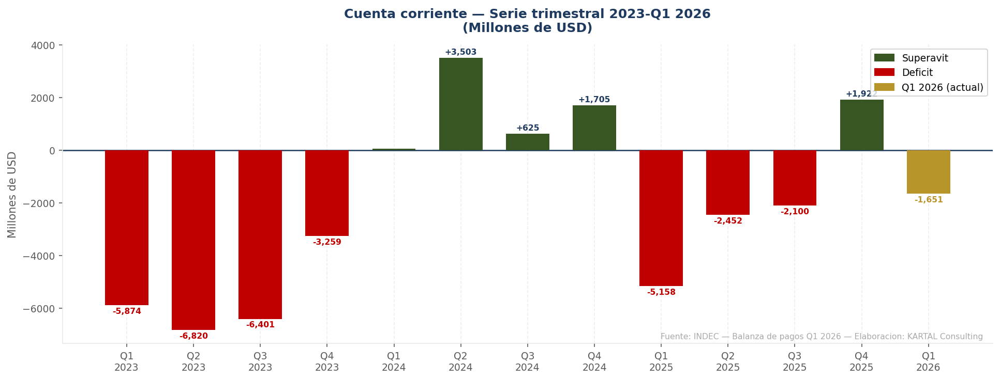 Cuenta corriente — Serie trimestral 2023-Q1 2026
(Millones de USD)
Millones de USD
4000
2000
0
−2000
−4000
−6000
Superavit
Deficit
Q1 2026 (actual)
-5,874
-6,820
-6,401
-3,259
+3,503
+625
+1,705
-5,158
-2,452
-2,100
+1,922
-1,651
Fuente: INDEC — Balanza de pagos Q1 2026 — Elaboracion: KARTAL Consulting
Q1 2023
Q2 2023
Q3 2023
Q4 2023
Q1 2024
Q2 2024
Q3 2024
Q4 2024
Q1 2025
Q2 2025
Q3 2025
Q4 2025
Q1 2026